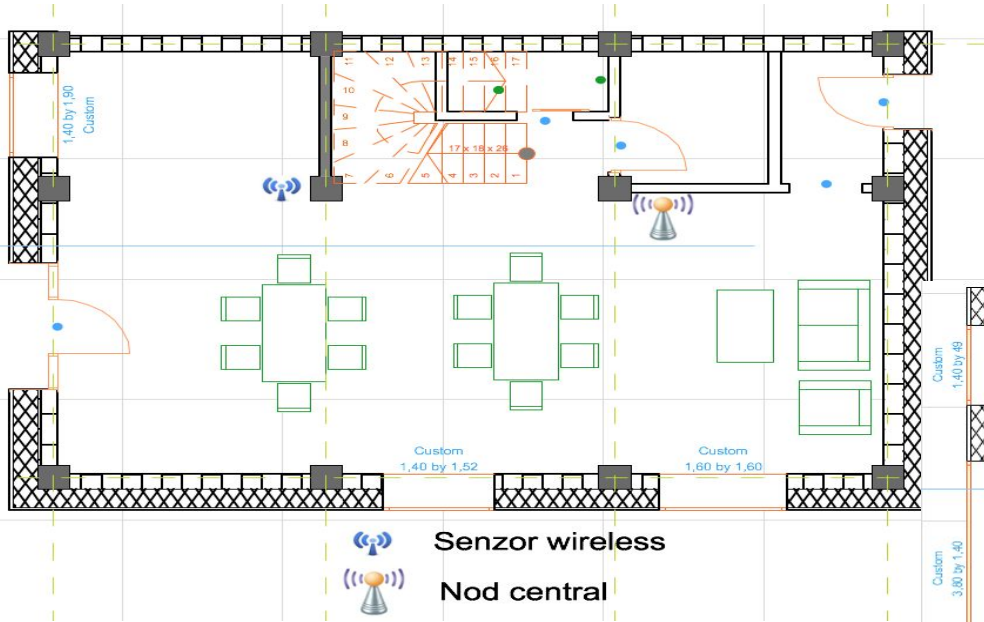 11
12
13
14
15
16
17
10
9
8
7
6
5
4
3
2
1
17 x 18 x 26
1,40 by 1,90
Custom
Custom
1,40 by 1,52
Custom
1,60 by 1,60
Custom
1,40 by 49
Custom
3,80 by 1,40
Senzor wireless
Nod central